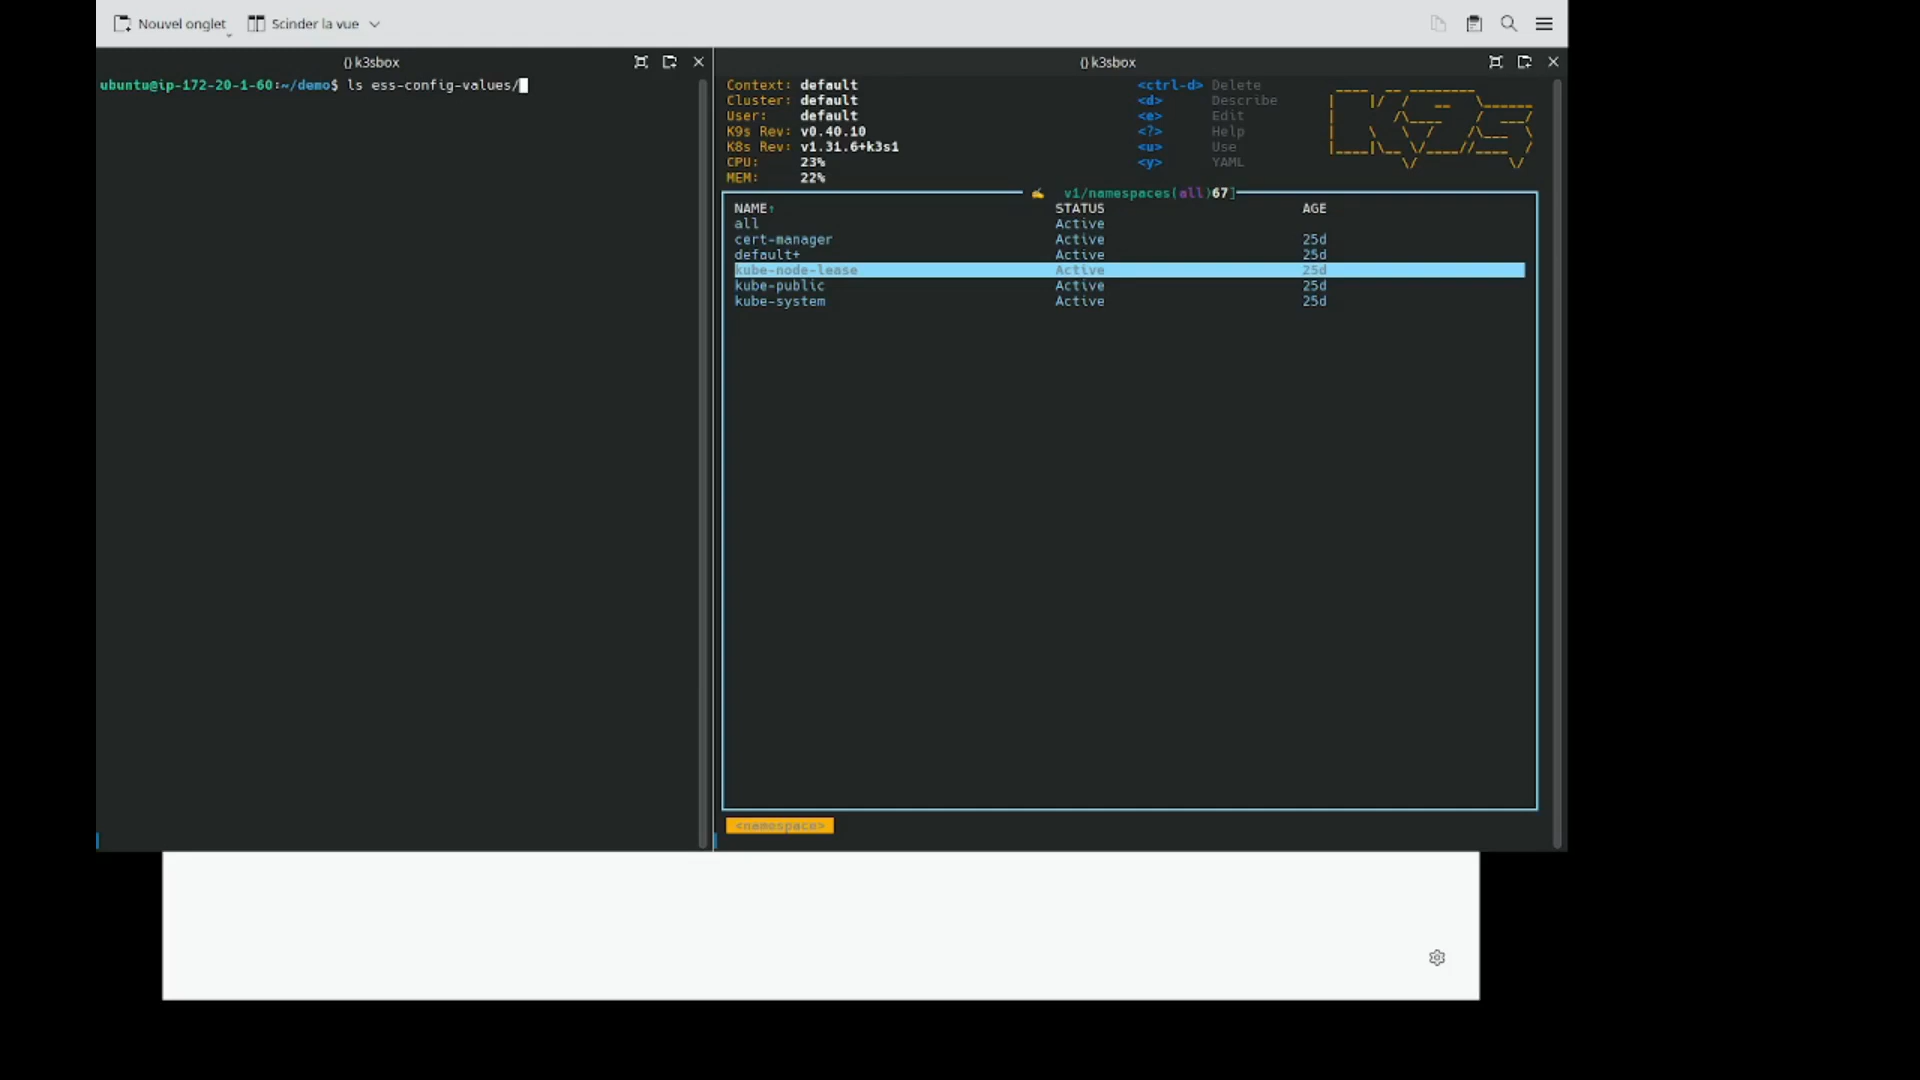 Nouvel onglet Scinder la vue
() k3sbox
ubuntu@ip-172-20-1-60:~/demo$ ls ess-config-values/
() k3sbox
Context: default <ctrl-d> Delete
Cluster: default <d> Describe
User: default <e> Edit
K9s Rev: v0.40.10 <?> Help
K8s Rev: v1.31.6+k3s1 <u> Use
CPU: 23% <y> YAML
MEM: 22%
v1/namespaces(all)67]
NAME↑ STATUS AGE
all Active
cert-manager Active 25d
default+ Active 25d
kube-node-lease Active 25d
kube-public Active 25d
kube-system Active 25d
<namespace>